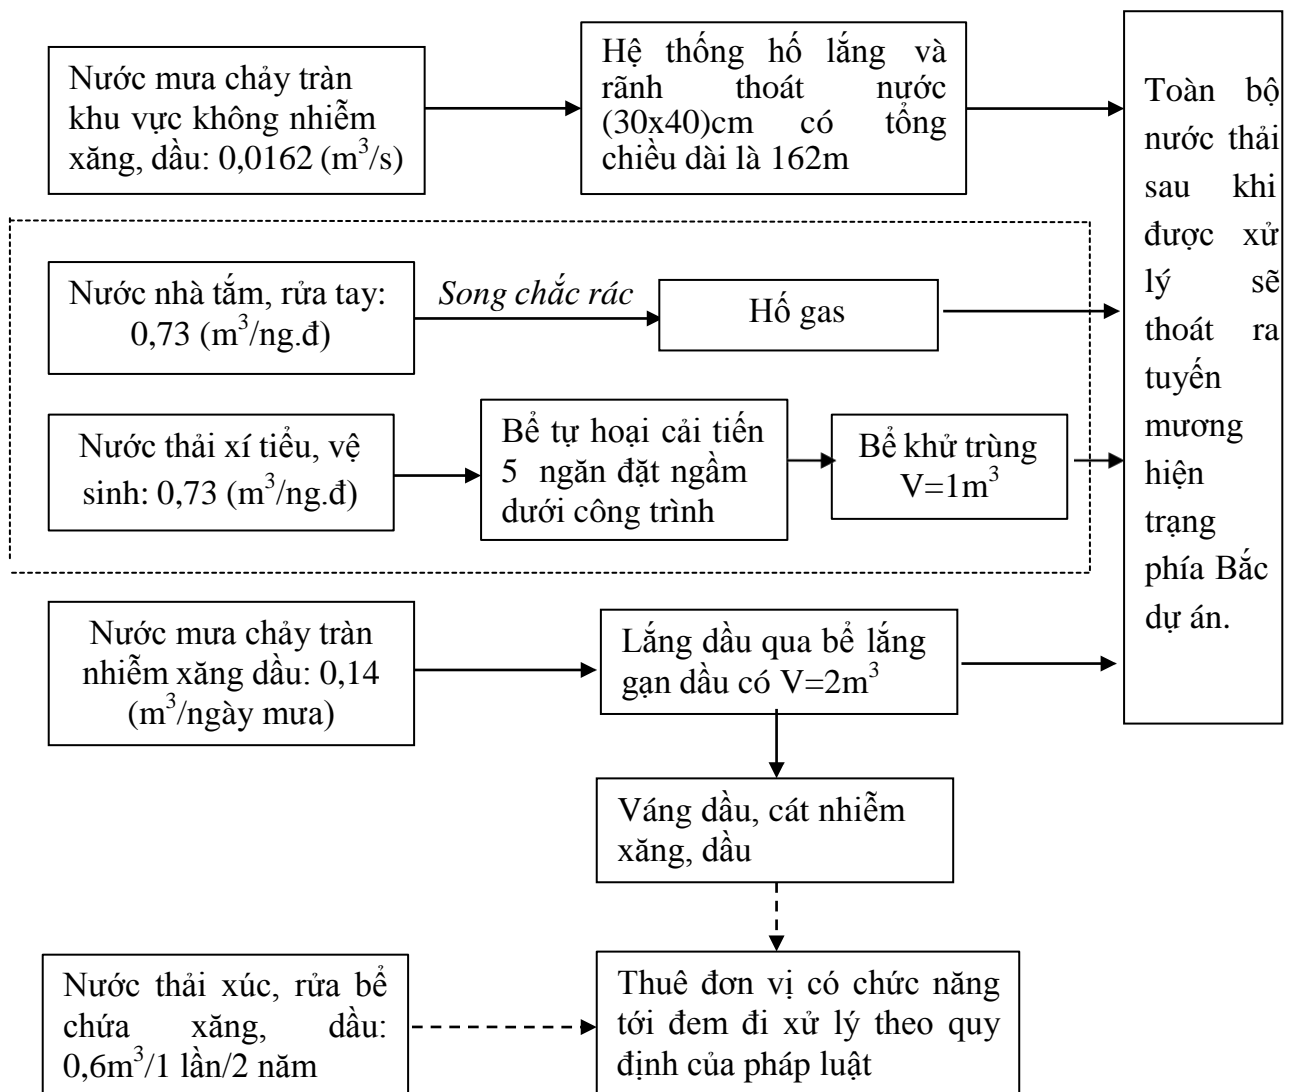 Nước mưa chảy tràn
khu vực không nhiễm
xăng, dầu: 0,0162 (m³/s)
Hệ thống hố lắng và
rãnh thoát nước
(30x40)cm có tổng
chiều dài là 162m
Toàn bộ
nước thải
sau khi
được xử
lý sẽ
thoát ra
tuyến
mương
hiện
trạng
phía Bắc
dự án.
Nước nhà tắm, rửa tay:
0,73 (m³/ng.đ)
Song chắc rác
Hố gas
Nước thải xí tiểu, vệ
sinh: 0,73 (m³/ng.đ)
Bể tự hoại cải tiến
5 ngăn đặt ngầm
dưới công trình
Bể khử trùng
V=1m³
Nước mưa chảy tràn
nhiễm xăng dầu: 0,14
(m³/ngày mưa)
Lắng dầu qua bể lắng
gạn dầu có V=2m³
Váng dầu, cát nhiễm
xăng, dầu
Nước thải xúc, rửa bể
chứa xăng, dầu:
0,6m³/1 lần/2 năm
Thuê đơn vị có chức năng
tới đem đi xử lý theo quy
định của pháp luật